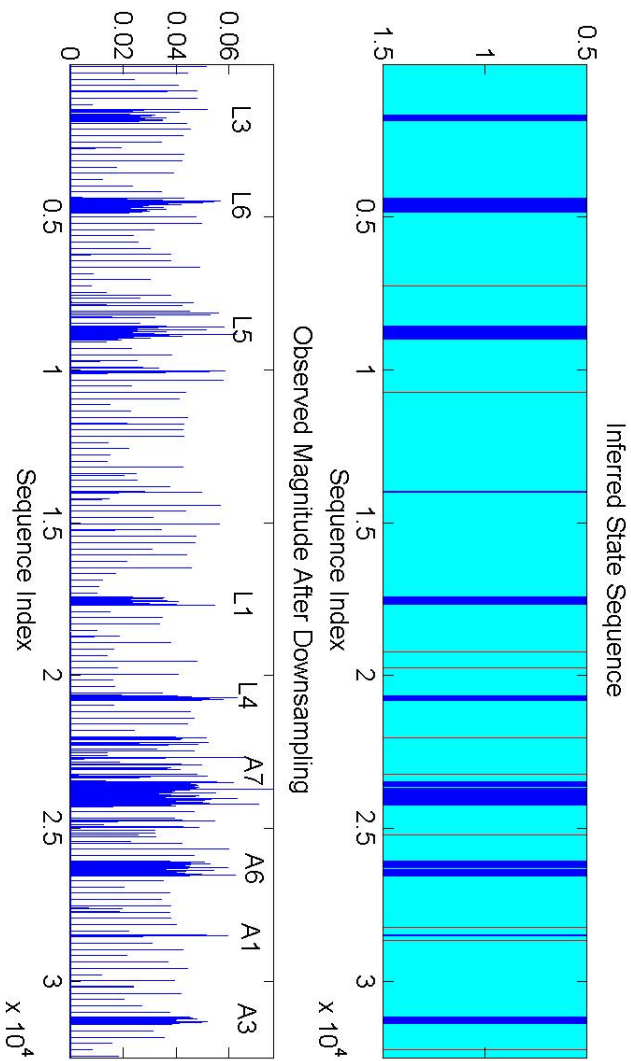 Inferred State Sequence
0.5
1
1.5
0.5 1 1.5 2 2.5 3
x 10^4
Sequence Index
Observed Magnitude After Downsampling
L3 L6 L5 L1 L4 A7 A6 A1 A3
0.06
0.04
0.02
0
0.5 1 1.5 2 2.5 3
x 10^4
Sequence Index